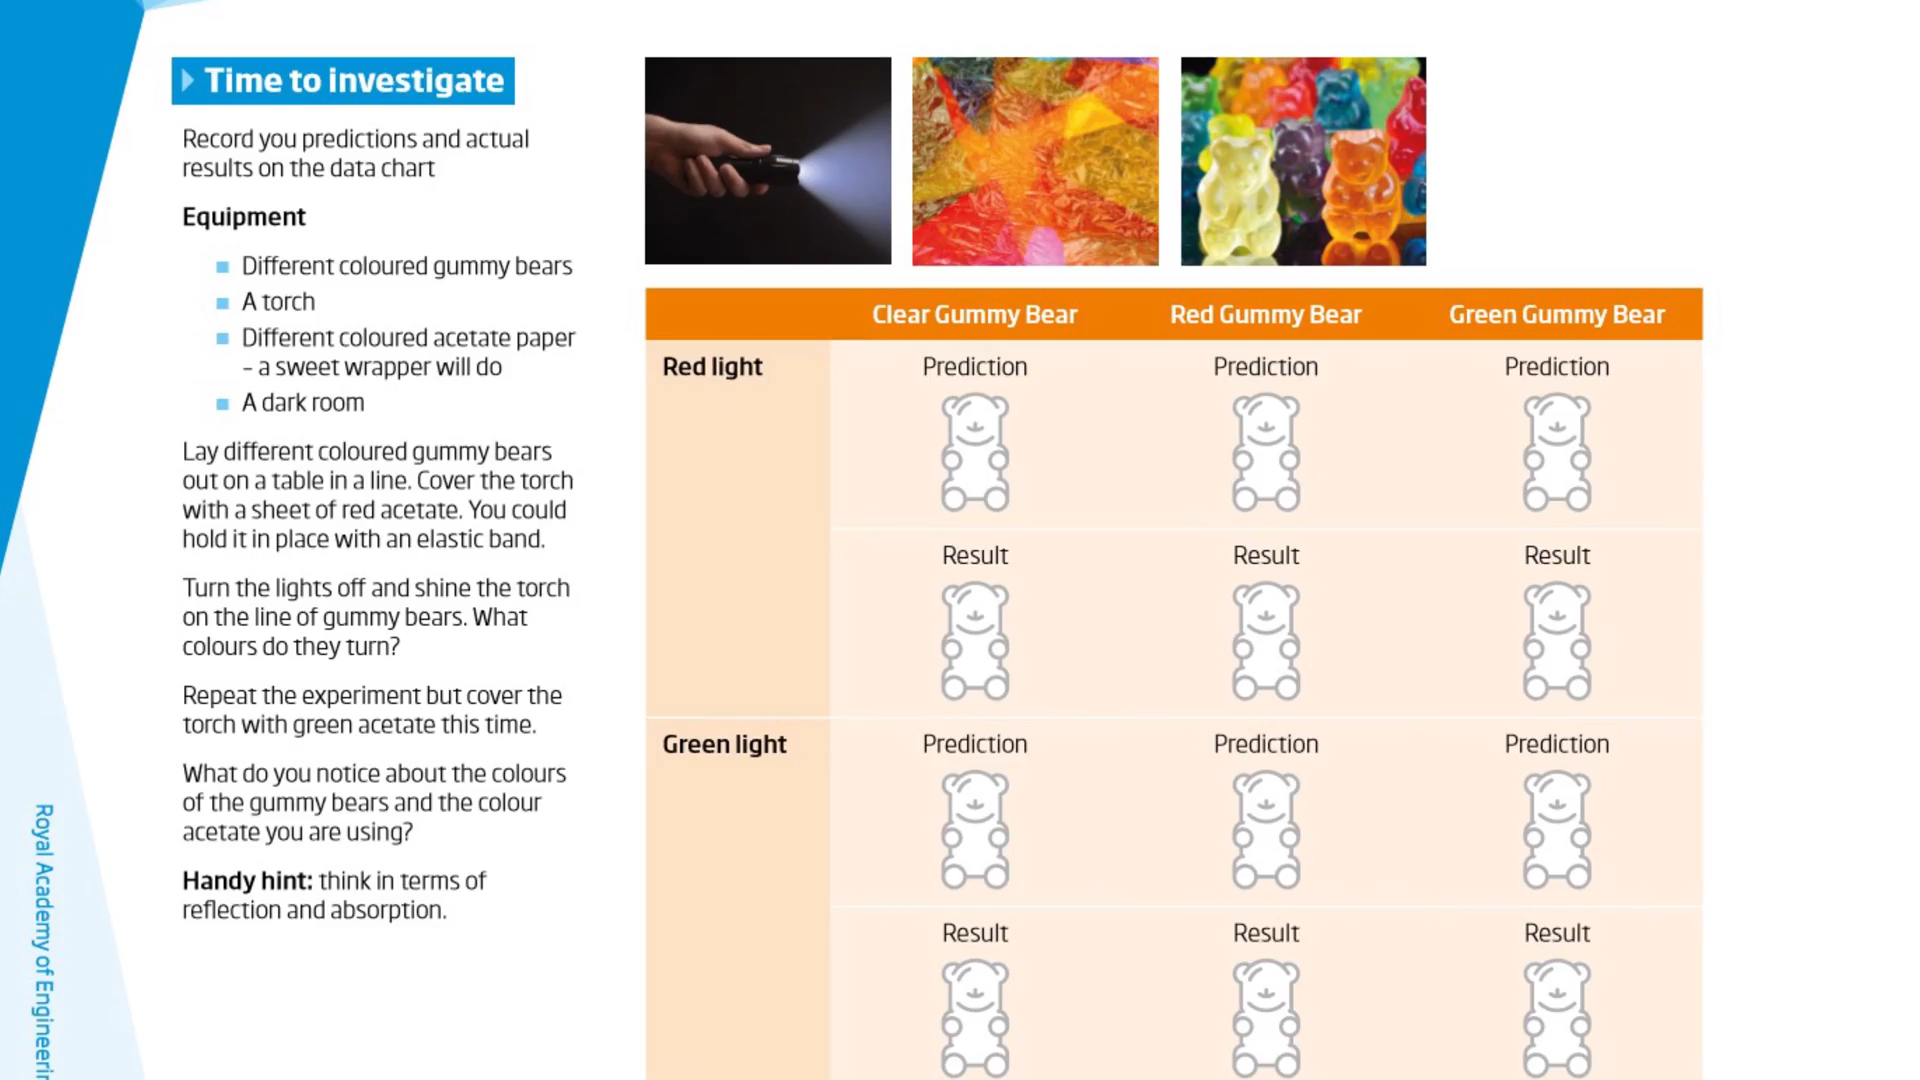 Time to investigate
Record you predictions and actual
results on the data chart
Equipment
Different coloured gummy bears
A torch
Different coloured acetate paper
– a sweet wrapper will do
A dark room
Lay different coloured gummy bears
out on a table in a line. Cover the torch
with a sheet of red acetate. You could
hold it in place with an elastic band.
Turn the lights off and shine the torch
on the line of gummy bears. What
colours do they turn?
Repeat the experiment but cover the
torch with green acetate this time.
What do you notice about the colours
of the gummy bears and the colour
acetate you are using?
Handy hint: think in terms of
reflection and absorption.
Clear Gummy Bear Red Gummy Bear Green Gummy Bear
Red light Prediction Prediction Prediction
Result Result Result
Green light Prediction Prediction Prediction
Result Result Result
Royal Academy of